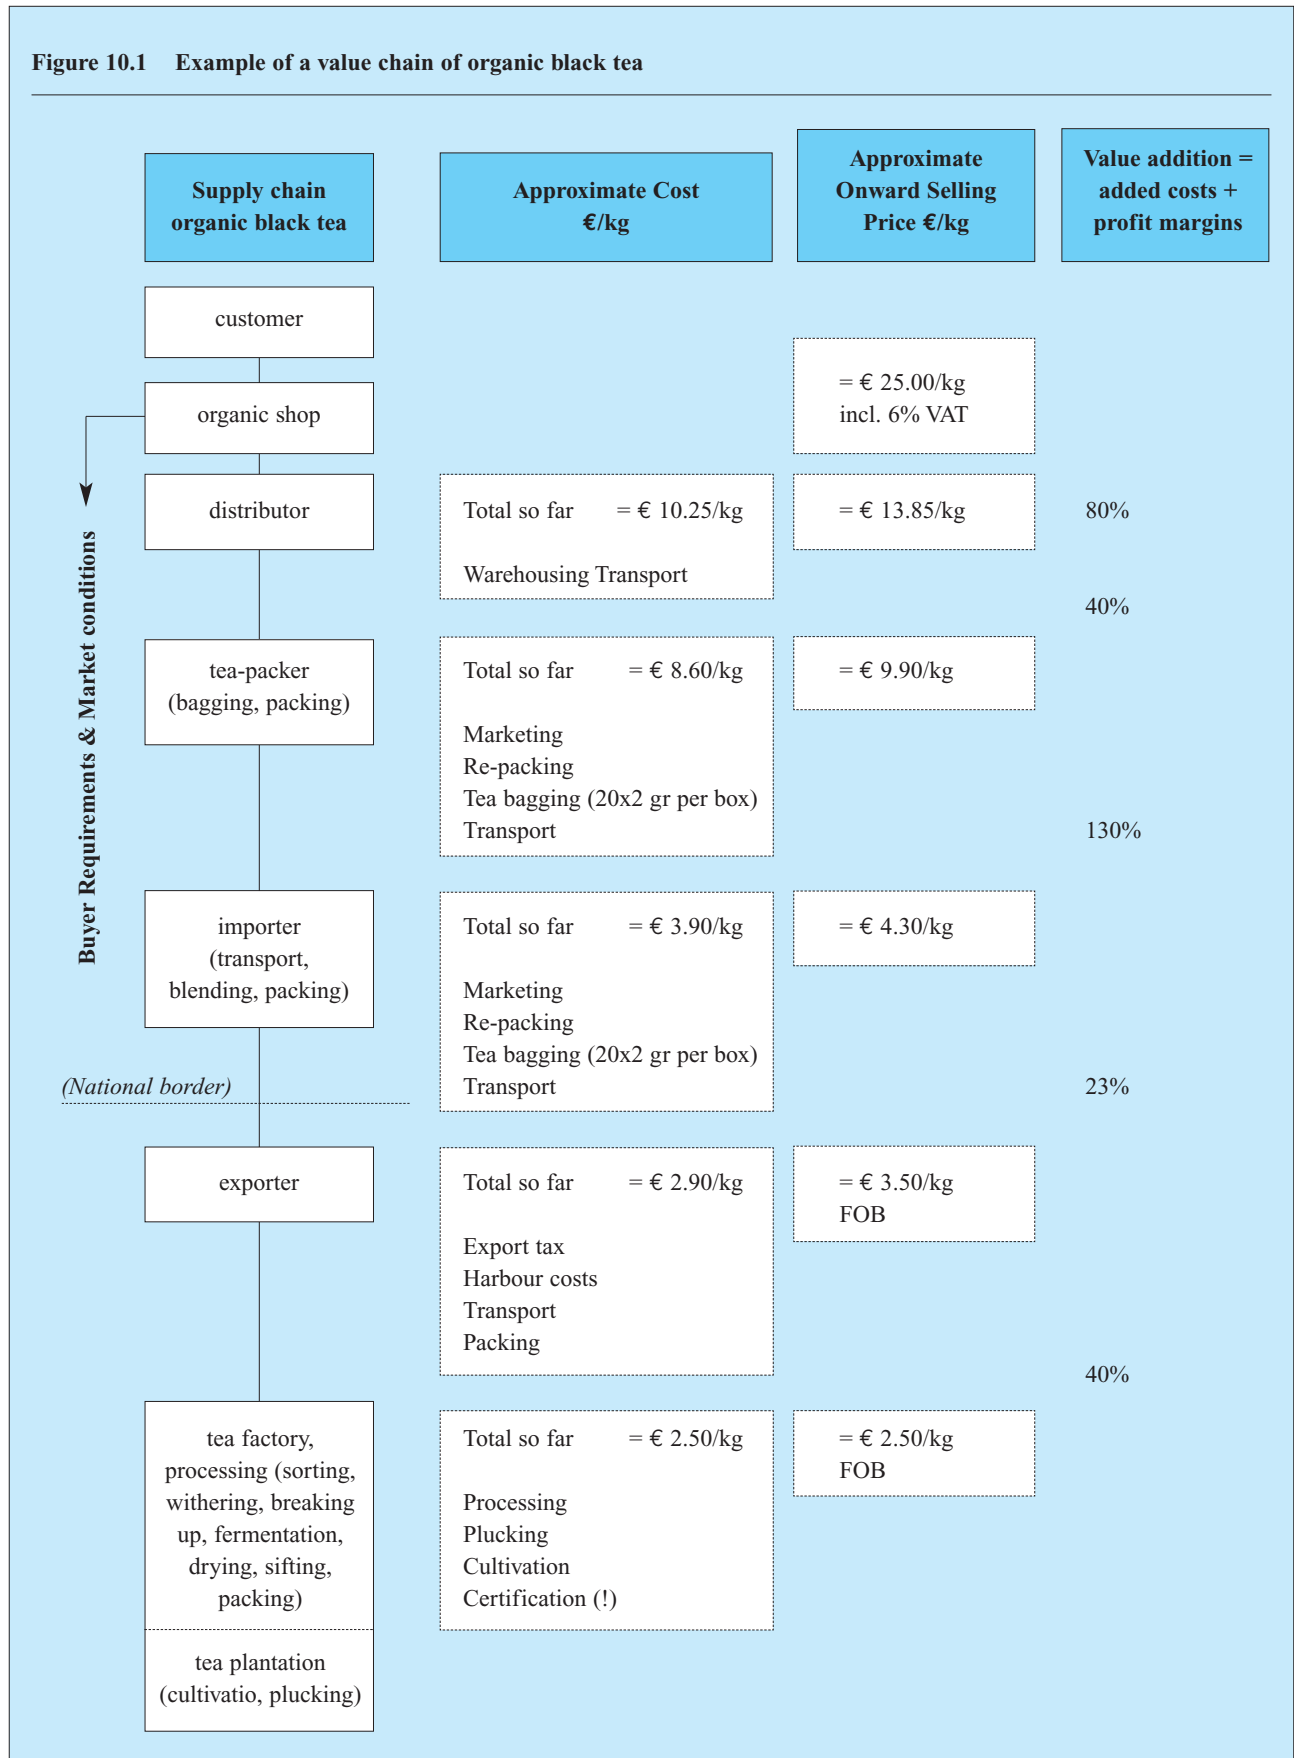 Figure 10.1 Example of a value chain of organic black tea
Supply chain
organic black tea
Approximate Cost
€/kg
Approximate
Onward Selling
Price €/kg
Value addition =
added costs +
profit margins
customer
organic shop
= € 25.00/kg
incl. 6% VAT
Buyer Requirements & Market conditions
distributor
Total so far = € 10.25/kg
Warehousing Transport
= € 13.85/kg
80%
40%
tea-packer
(bagging, packing)
Total so far = € 8.60/kg
Marketing
Re-packing
Tea bagging (20x2 gr per box)
Transport
= € 9.90/kg
130%
importer
(transport,
blending, packing)
Total so far = € 3.90/kg
Marketing
Re-packing
Tea bagging (20x2 gr per box)
Transport
= € 4.30/kg
(National border)
23%
exporter
Total so far = € 2.90/kg
Export tax
Harbour costs
Transport
Packing
= € 3.50/kg
FOB
40%
tea factory,
processing (sorting,
withering, breaking
up, fermentation,
drying, sifting,
packing)
Total so far = € 2.50/kg
Processing
Plucking
Cultivation
Certification (!)
= € 2.50/kg
FOB
tea plantation
(cultivatio, plucking)